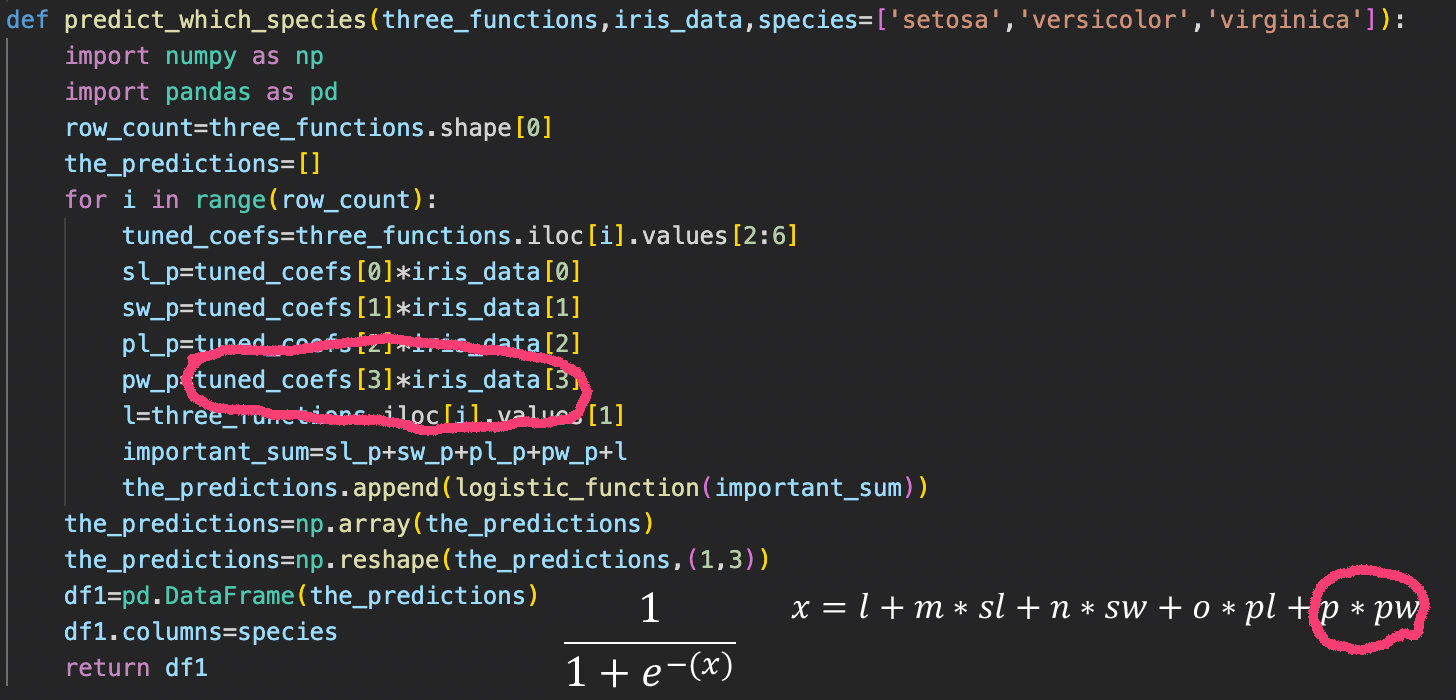 def predict_which_species(three_functions,iris_data,species=['setosa','versicolor','virginica']):
    import numpy as np
    import pandas as pd
    row_count=three_functions.shape[0]
    the_predictions=[]
    for i in range(row_count):
        tuned_coefs=three_functions.iloc[i].values[2:6]
        sl_p=tuned_coefs[0]*iris_data[0]
        sw_p=tuned_coefs[1]*iris_data[1]
        pl_p=tuned_coefs[2]*iris_data[2]
        pw_p=tuned_coefs[3]*iris_data[3]
        l=three_functions.iloc[i].values[1]
        important_sum=sl_p+sw_p+pl_p+pw_p+l
        the_predictions.append(logistic_function(important_sum))
    the_predictions=np.array(the_predictions)
    the_predictions=np.reshape(the_predictions,(1,3))
    df1=pd.DataFrame(the_predictions)
    df1.columns=species
    return df1
1
1 + e^−(x)
x = l + m * sl + n * sw + o * pl + p * pw